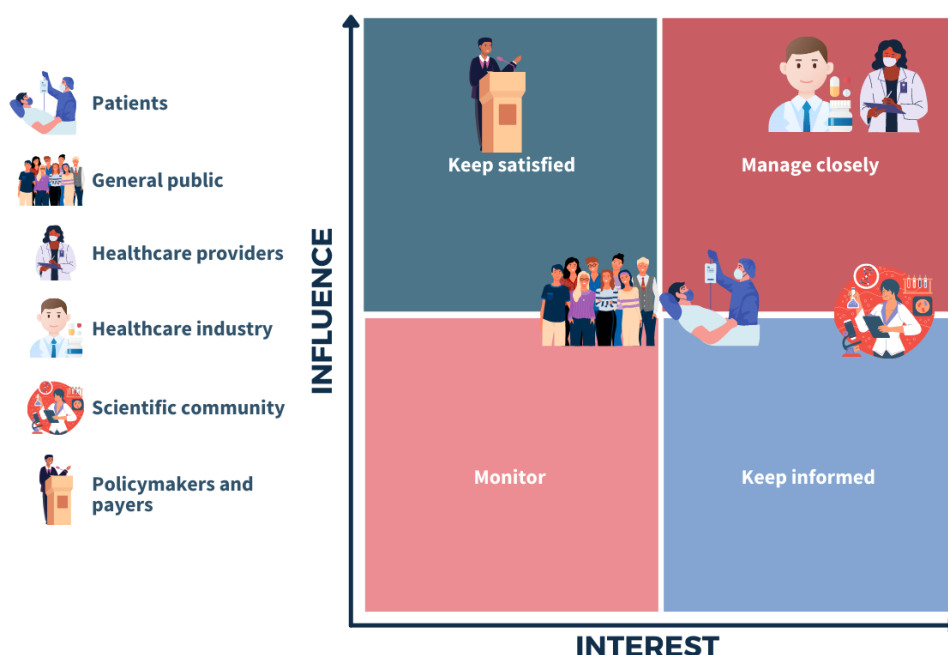 Patients
General public
Healthcare providers
Healthcare industry
Scientific community
Policymakers and
payers
INFLUENCE
Keep satisfied
Manage closely
Monitor
Keep informed
INTEREST